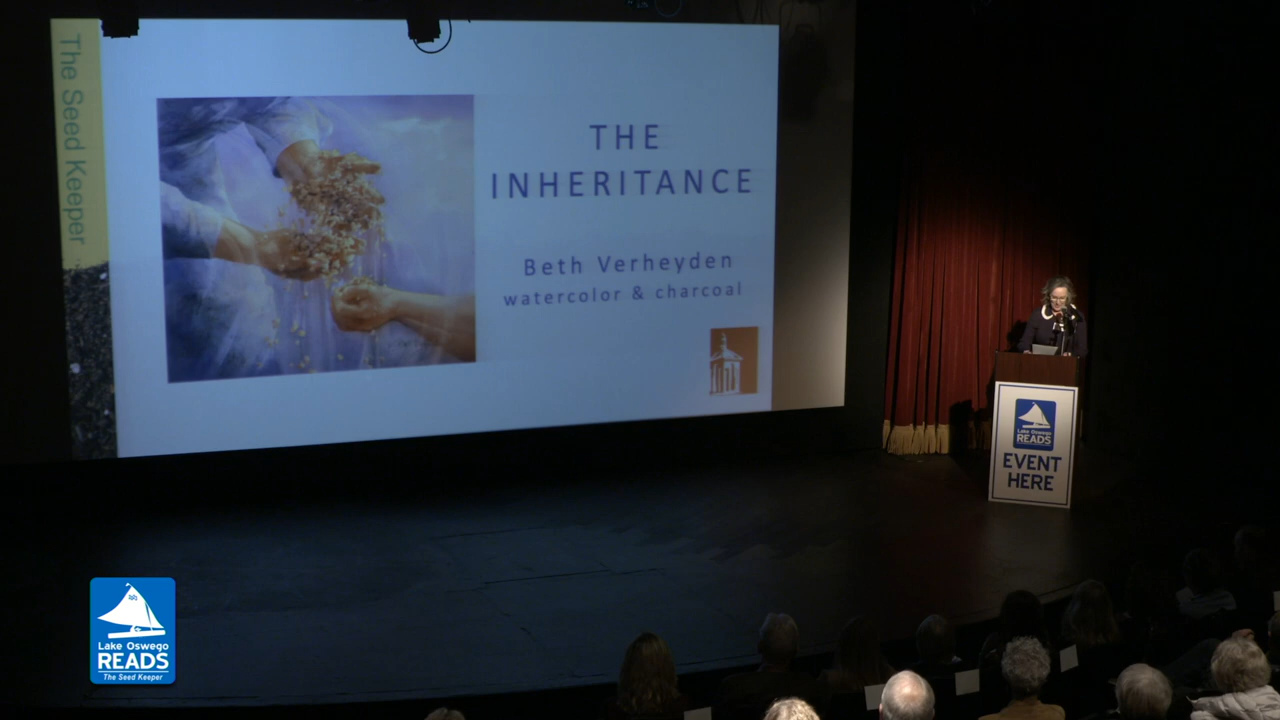 The Seed Keeper
THE
INHERITANCE
Beth Verheyden
watercolor & charcoal
Lake Oswego
READS
EVENT
HERE
Lake Oswego
READS
The Seed Keeper